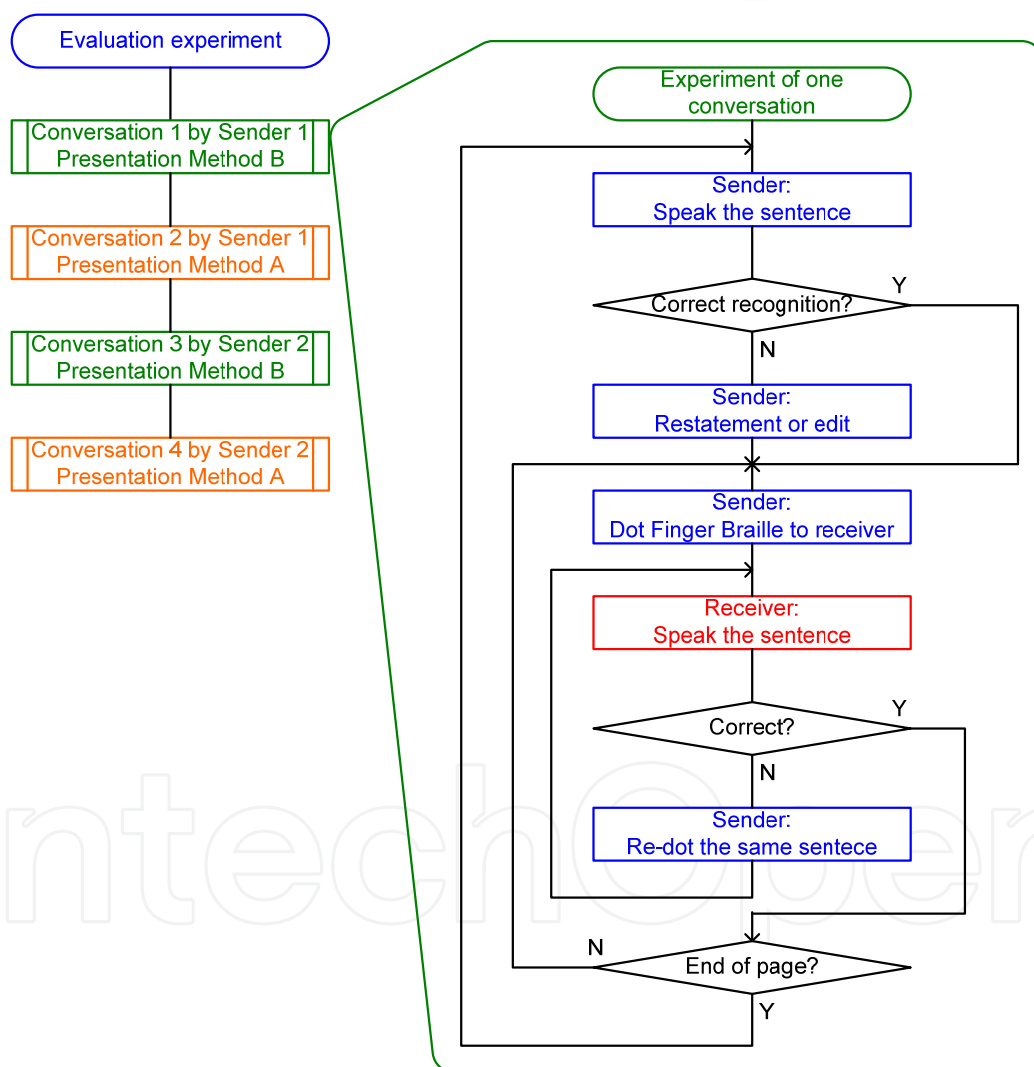 Evaluation experiment
Conversation 1 by Sender 1
Presentation Method B
Conversation 2 by Sender 1
Presentation Method A
Conversation 3 by Sender 2
Presentation Method B
Conversation 4 by Sender 2
Presentation Method A
Experiment of one
conversation
Sender:
Speak the sentence
Correct recognition?
Y
N
Sender:
Restatement or edit
Sender:
Dot Finger Braille to receiver
Receiver:
Speak the sentence
Correct?
Y
N
Sender:
Re-dot the same sentece
End of page?
N
Y
ntechOpen